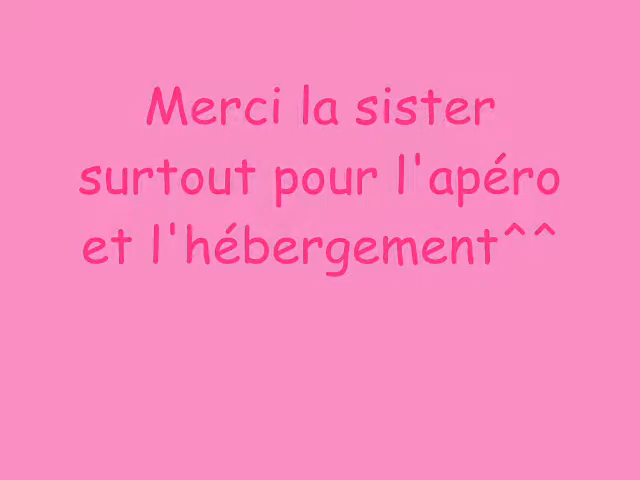 Merci la sister
surtout pour l'apéro
et l'hébergement^^